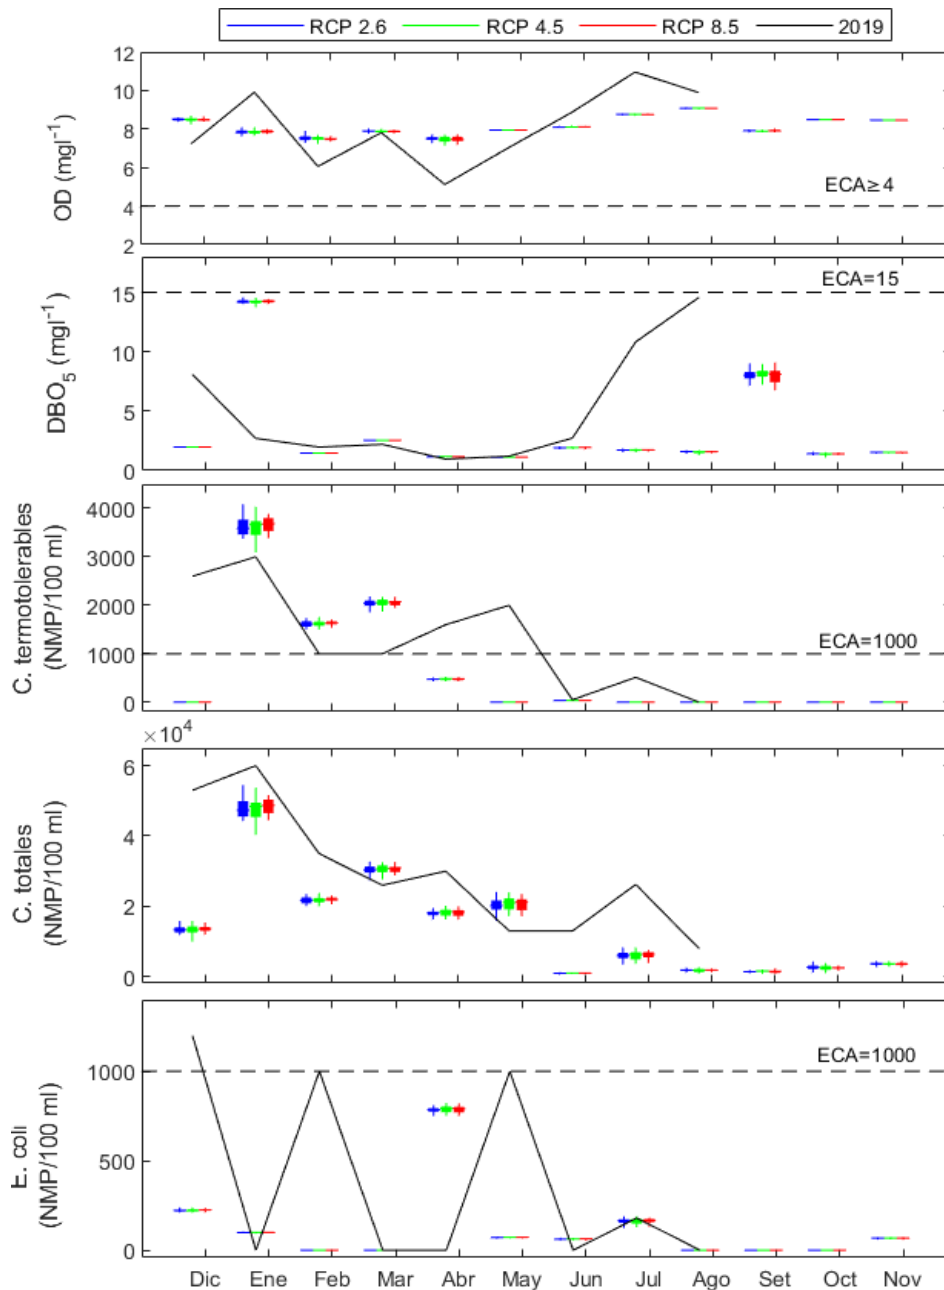 RCP 2.6 RCP 4.5 RCP 8.5 2019
12
10
8
6
4
2
OD (mgl⁻¹)
ECA≥4
15
10
5
0
DBO₅ (mgl⁻¹)
ECA=15
4000
3000
2000
1000
0
C. termotolerables
(NMP/100 ml)
ECA=1000
×10⁴
6
4
2
0
C. totales
(NMP/100 ml)
1000
500
0
E. coli
(NMP/100 ml)
ECA=1000
Dic Ene Feb Mar Abr May Jun Jul Ago Set Oct Nov